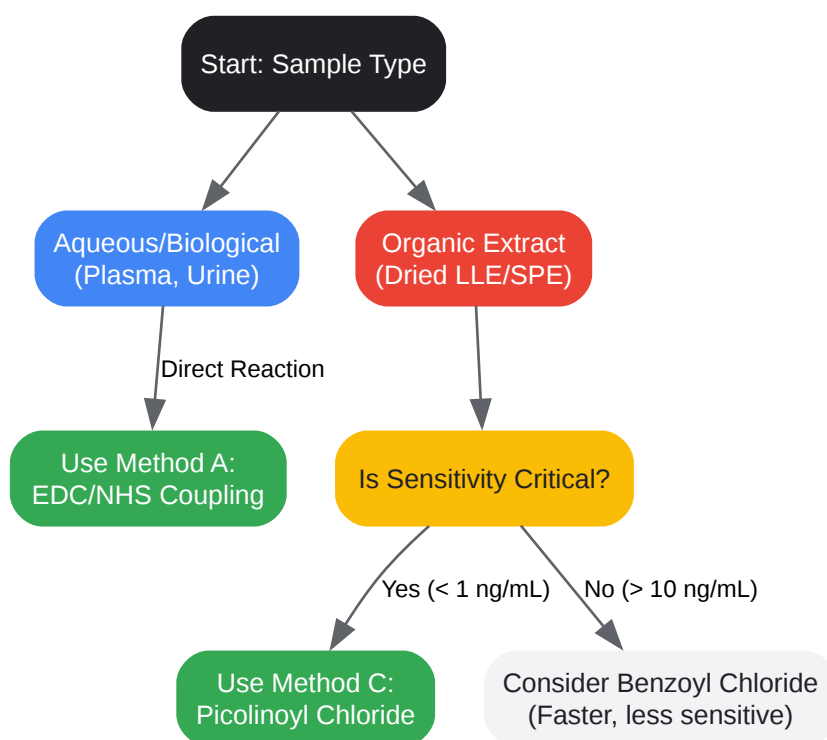 Start: Sample Type
Aqueous/Biological
(Plasma, Urine)
Organic Extract
(Dried LLE/SPE)
Direct Reaction
Use Method A:
EDC/NHS Coupling
Is Sensitivity Critical?
Yes (< 1 ng/mL)
No (> 10 ng/mL)
Use Method C:
Picolinoyl Chloride
Consider Benzoyl Chloride
(Faster, less sensitive)